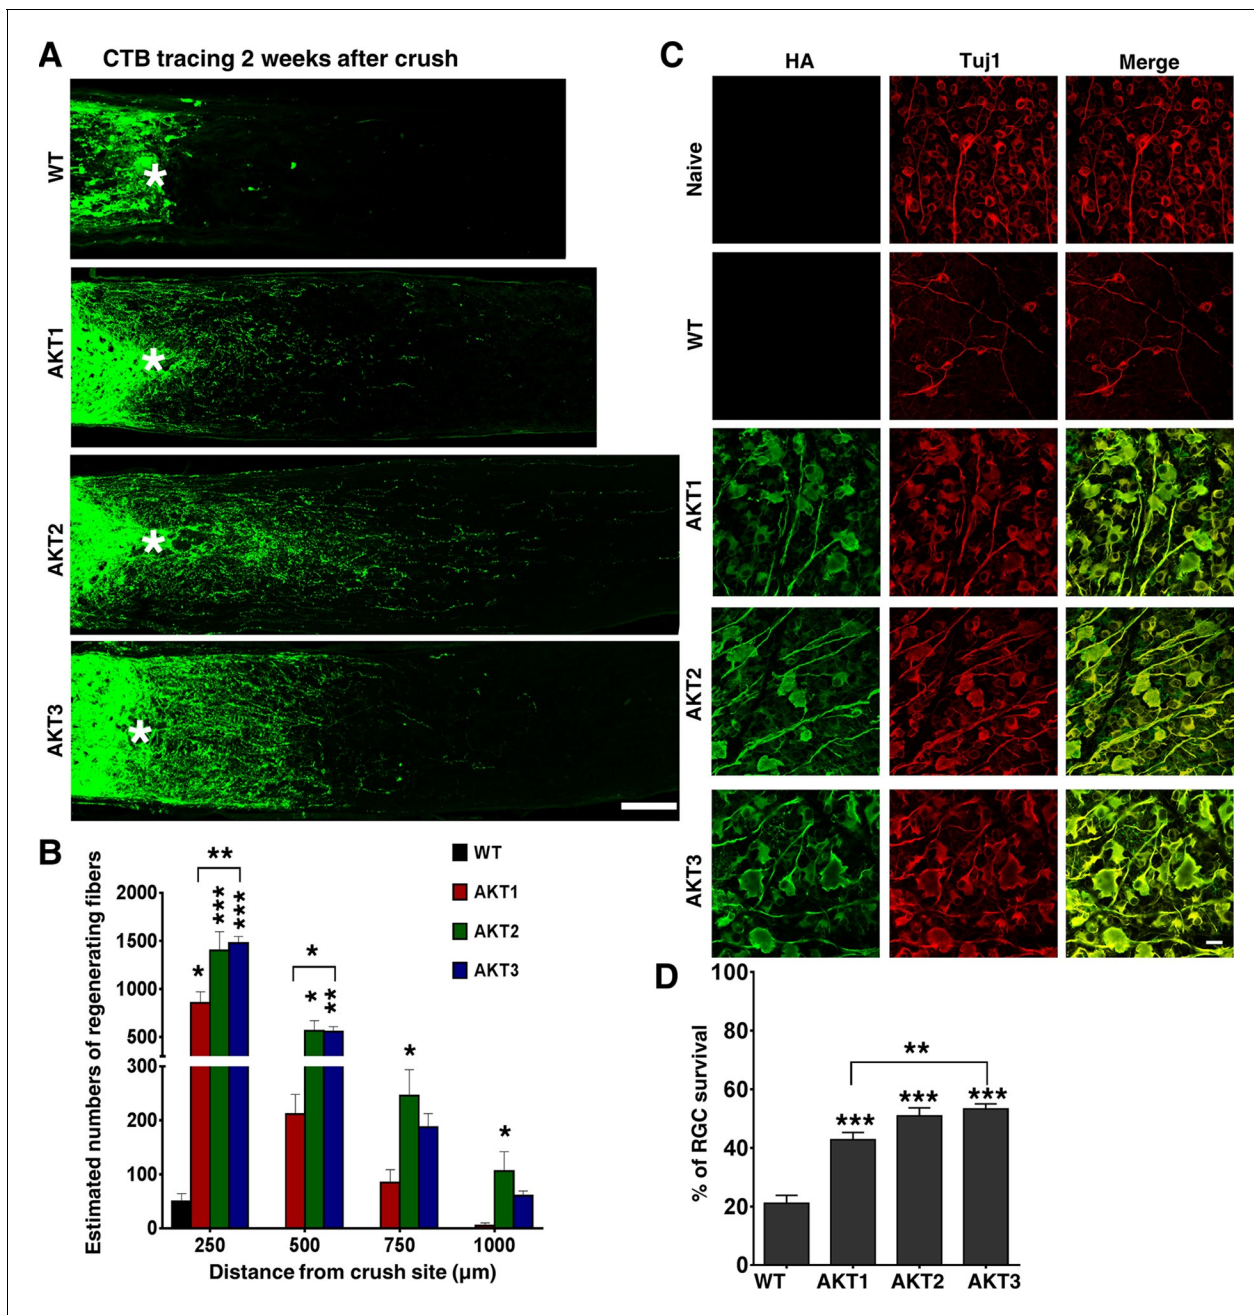 A
CTB tracing 2 weeks after crush
WT
*
AKT1
*
AKT2
*
AKT3
*
B
Estimated numbers of regenerating fibers
2000
1500
1000
500
300
200
100
0
**
*
***
***
*
*
**
*
*
WT
AKT1
AKT2
AKT3
250 500 750 1000
Distance from crush site (μm)
C
HA Tuj1 Merge
Naive
WT
AKT1
AKT2
AKT3
D
% of RGC survival
100
80
60
40
20
0
**
*** *** ***
WT AKT1 AKT2 AKT3